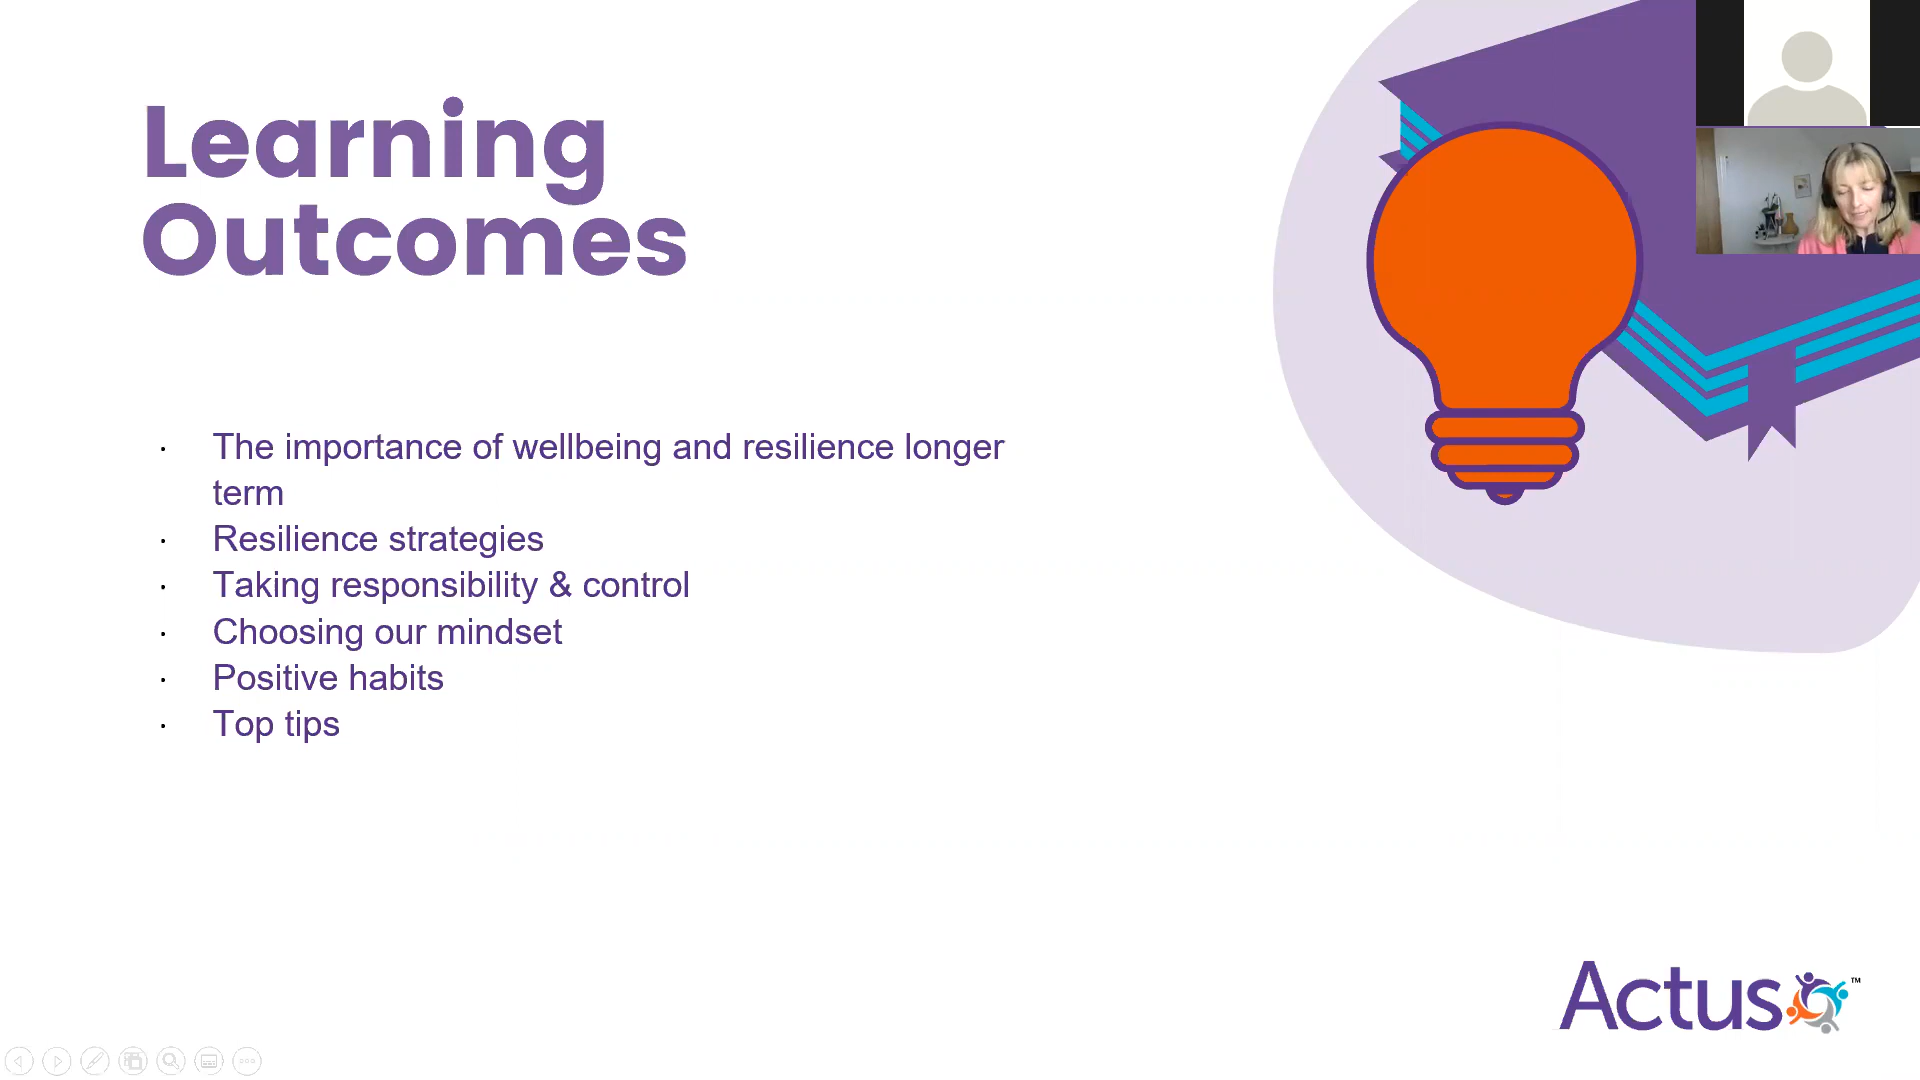 Learning
Outcomes
· The importance of wellbeing and resilience longer
term
· Resilience strategies
· Taking responsibility & control
· Choosing our mindset
· Positive habits
· Top tips
Actus™